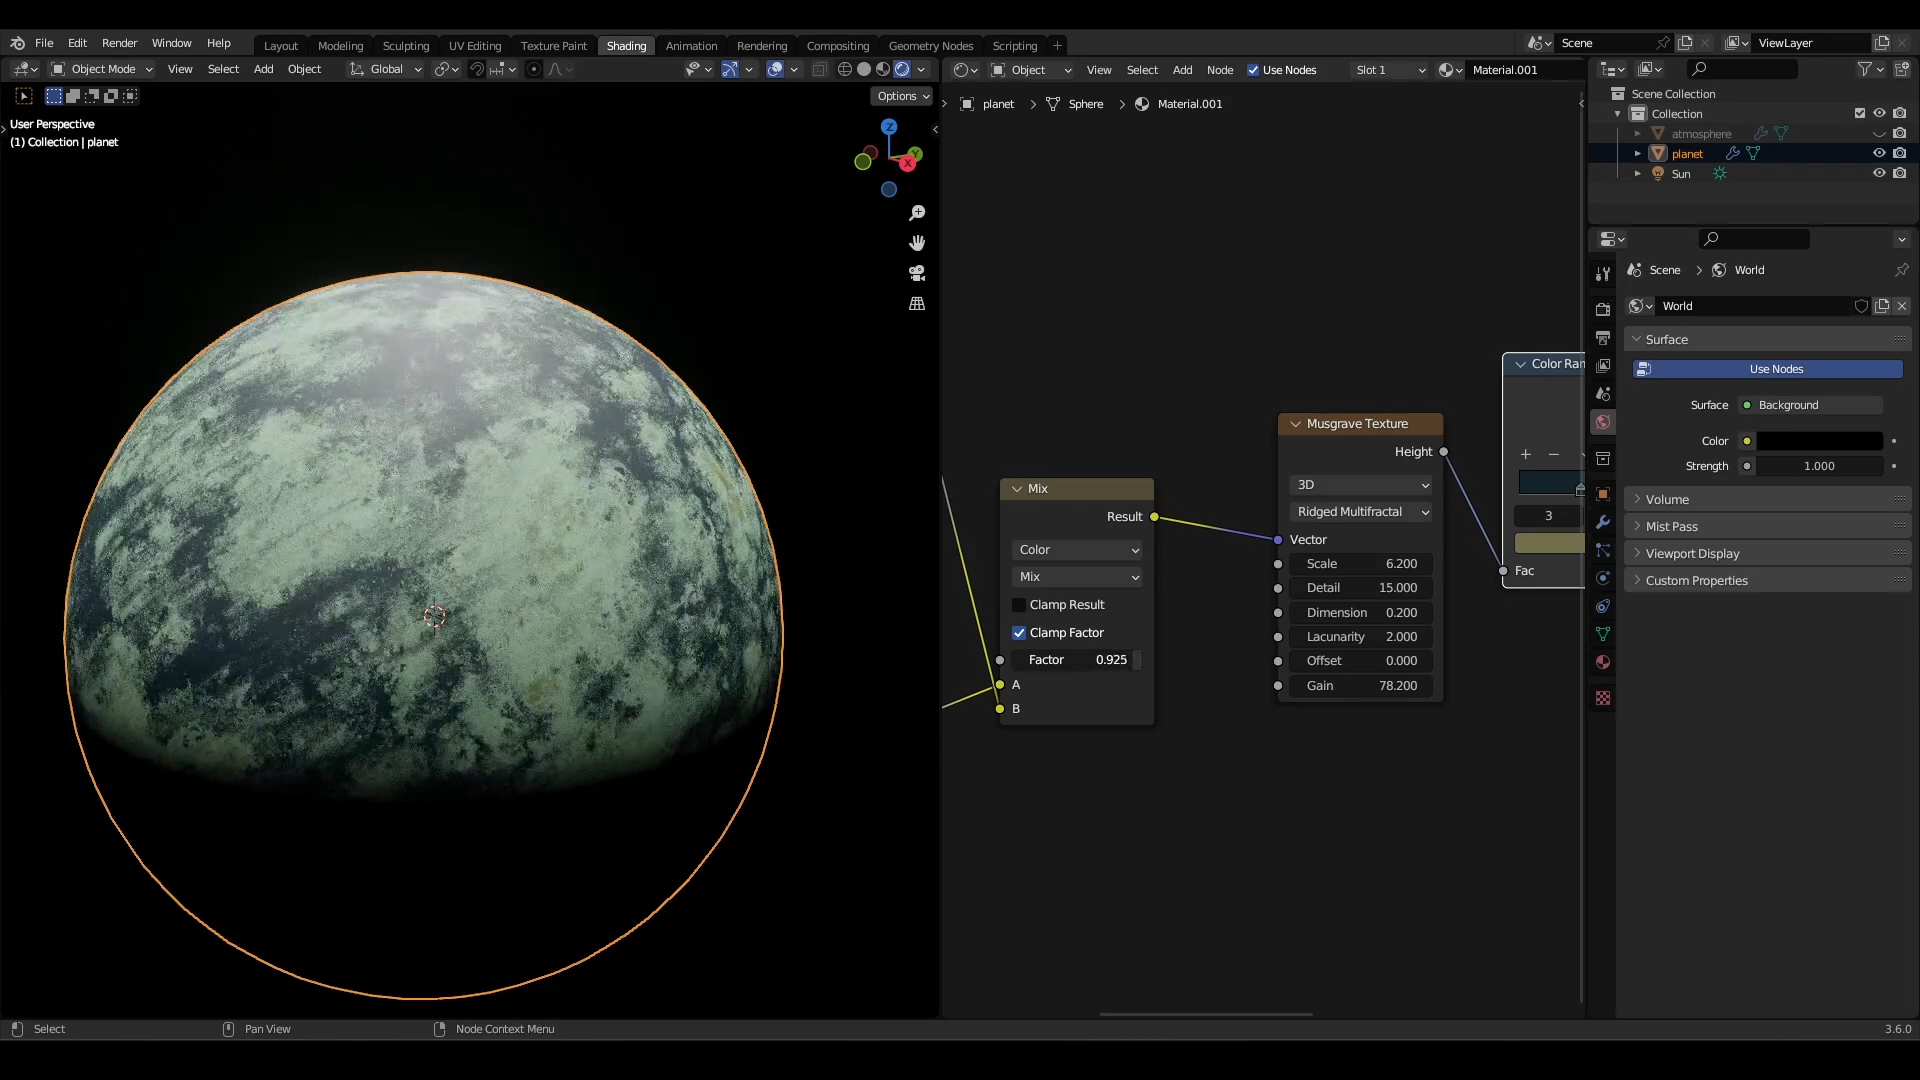 File Edit Render Window Help
Layout Modeling Sculpting UV Editing Texture Paint Shading Animation Rendering Compositing Geometry Nodes Scripting +
Scene
ViewLayer
Object Mode View Select Add Object Global
Options
User Perspective
(1) Collection | planet
Z
Y
X
Object View Select Add Node Use Nodes Slot 1 Material.001
planet > Sphere > Material.001
Mix
Result
Color
Mix
Clamp Result
Clamp Factor
Factor 0.925
A
B
Musgrave Texture
Height
3D
Ridged Multifractal
Vector
Scale 6.200
Detail 15.000
Dimension 0.200
Lacunarity 2.000
Offset 0.000
Gain 78.200
Color Ram
3
Fac
Scene Collection
Collection
atmosphere
planet
Sun
Scene > World
World
Surface
Use Nodes
Surface Background
Color
Strength 1.000
Volume
Mist Pass
Viewport Display
Custom Properties
Select
Pan View
Node Context Menu
3.6.0